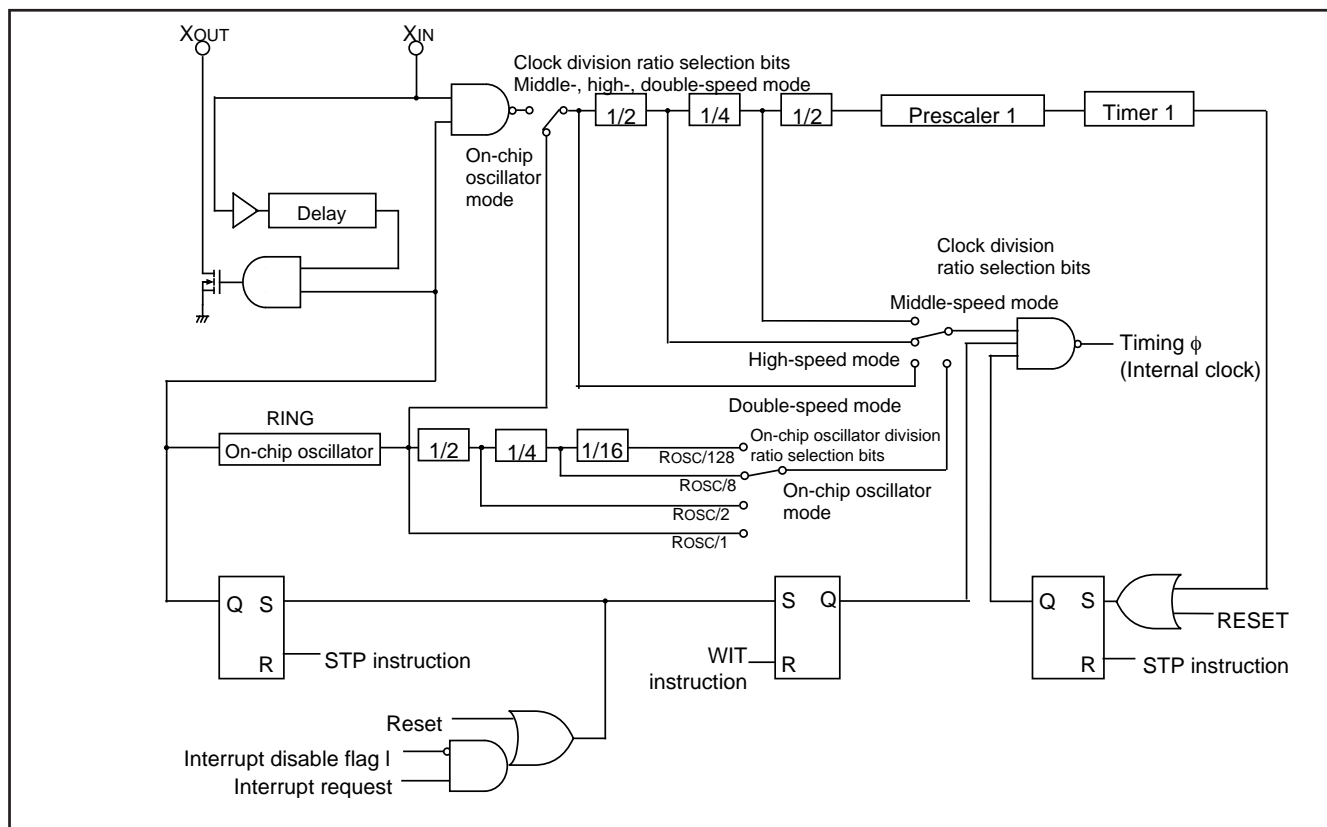 XOUT
XIN
Clock division ratio selection bits
Middle-, high-, double-speed mode
1/2
1/4
1/2
Prescaler 1
Timer 1
On-chip
oscillator
mode
Delay
Clock division
ratio selection bits
Middle-speed mode
High-speed mode
Timing ϕ
(Internal clock)
Double-speed mode
RING
On-chip oscillator
1/2
1/4
1/16
ROSC/128
On-chip oscillator division
ratio selection bits
ROSC/8
On-chip oscillator
mode
ROSC/2
ROSC/1
Q S
R
STP instruction
S Q
R
WIT
instruction
Q S
R
RESET
STP instruction
Reset
Interrupt disable flag I
Interrupt request